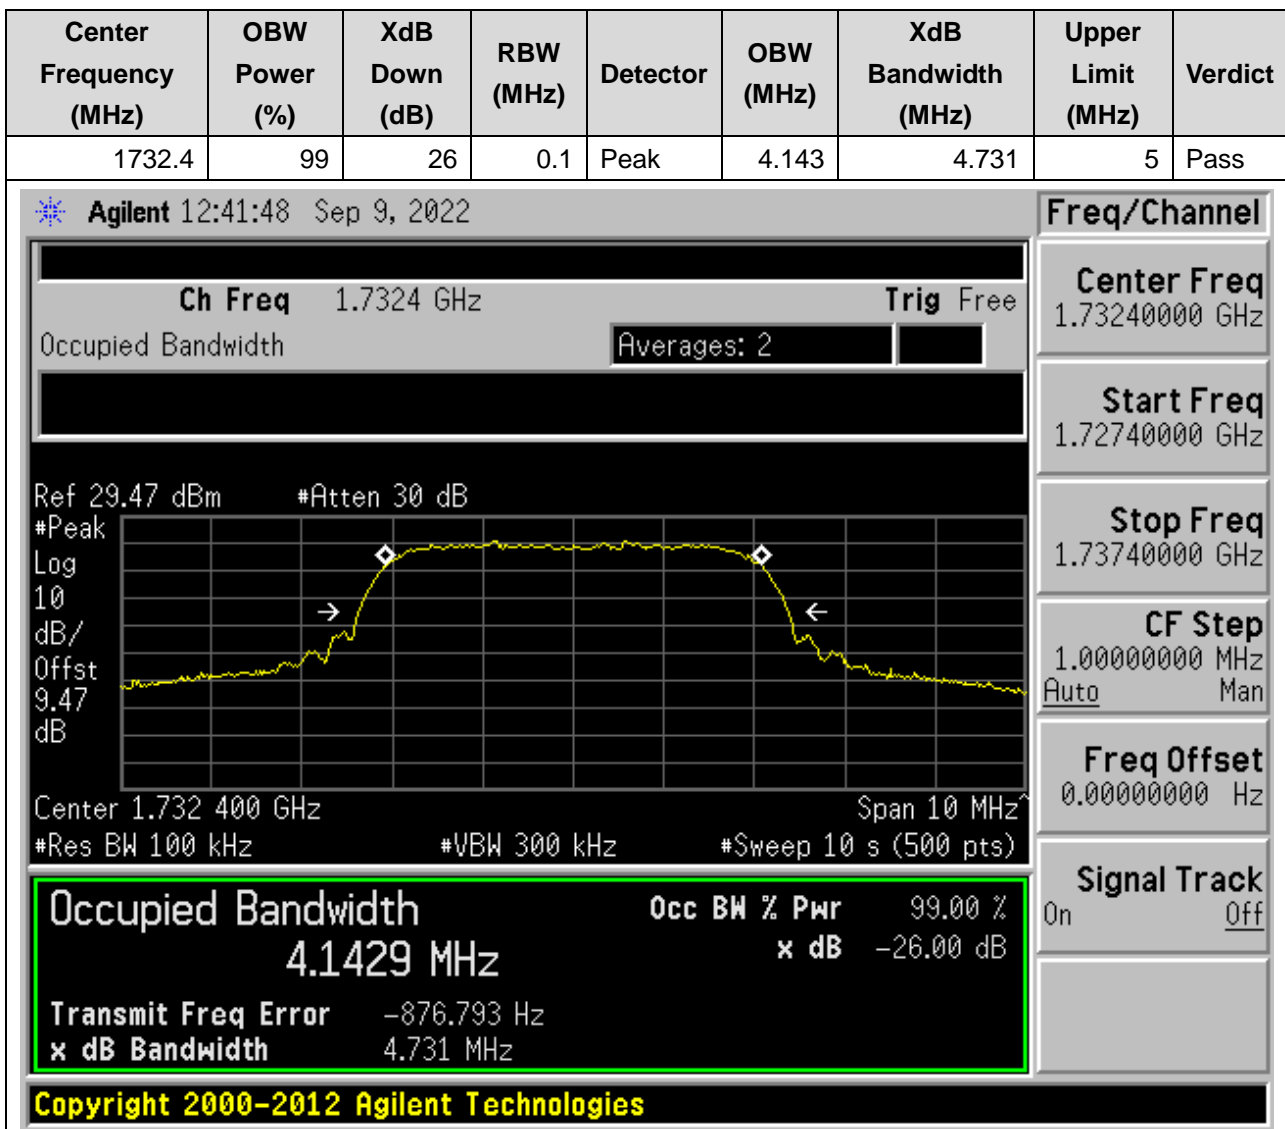 Center Frequency (MHz) OBW Power (%) XdB Down (dB) RBW (MHz) Detector OBW (MHz) XdB Bandwidth (MHz) Upper Limit (MHz) Verdict
1732.4 99 26 0.1 Peak 4.143 4.731 5 Pass
Agilent 12:41:48 Sep 9, 2022
Ch Freq 1.7324 GHz Trig Free
Occupied Bandwidth Averages: 2
Ref 29.47 dBm #Atten 30 dB
#Peak
Log
10
dB/
Offst
9.47
dB
Center 1.732 400 GHz Span 10 MHz^
#Res BW 100 kHz #VBW 300 kHz #Sweep 10 s (500 pts)
Occupied Bandwidth Occ BW % Pwr 99.00 %
4.1429 MHz x dB -26.00 dB
Transmit Freq Error -876.793 Hz
x dB Bandwidth 4.731 MHz
Copyright 2000-2012 Agilent Technologies
Freq/Channel
Center Freq
1.73240000 GHz
Start Freq
1.72740000 GHz
Stop Freq
1.73740000 GHz
CF Step
1.00000000 MHz
Auto Man
Freq Offset
0.00000000 Hz
Signal Track
On Off